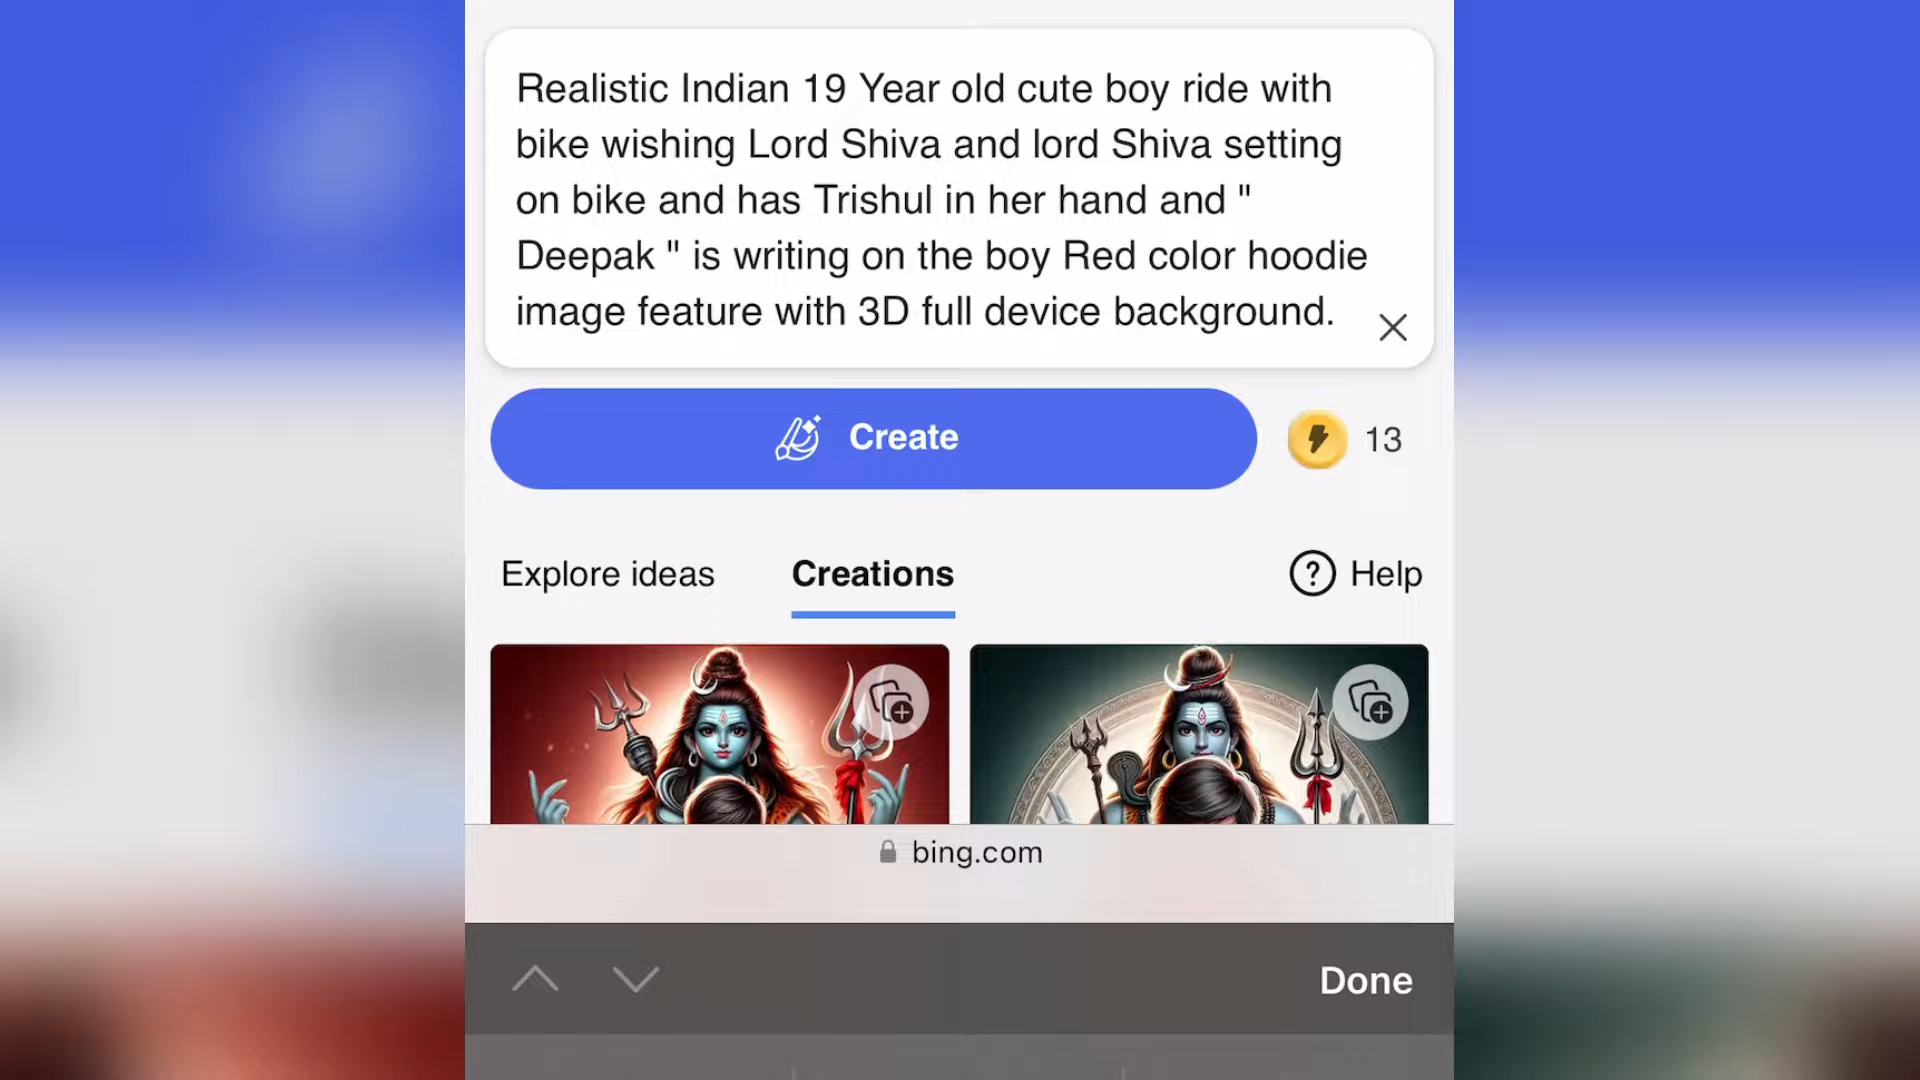 Realistic Indian 19 Year old cute boy ride with
bike wishing Lord Shiva and lord Shiva setting
on bike and has Trishul in her hand and "
Deepak " is writing on the boy Red color hoodie
image feature with 3D full device background.
Create
13
Explore ideas
Creations
Help
bing.com
Done